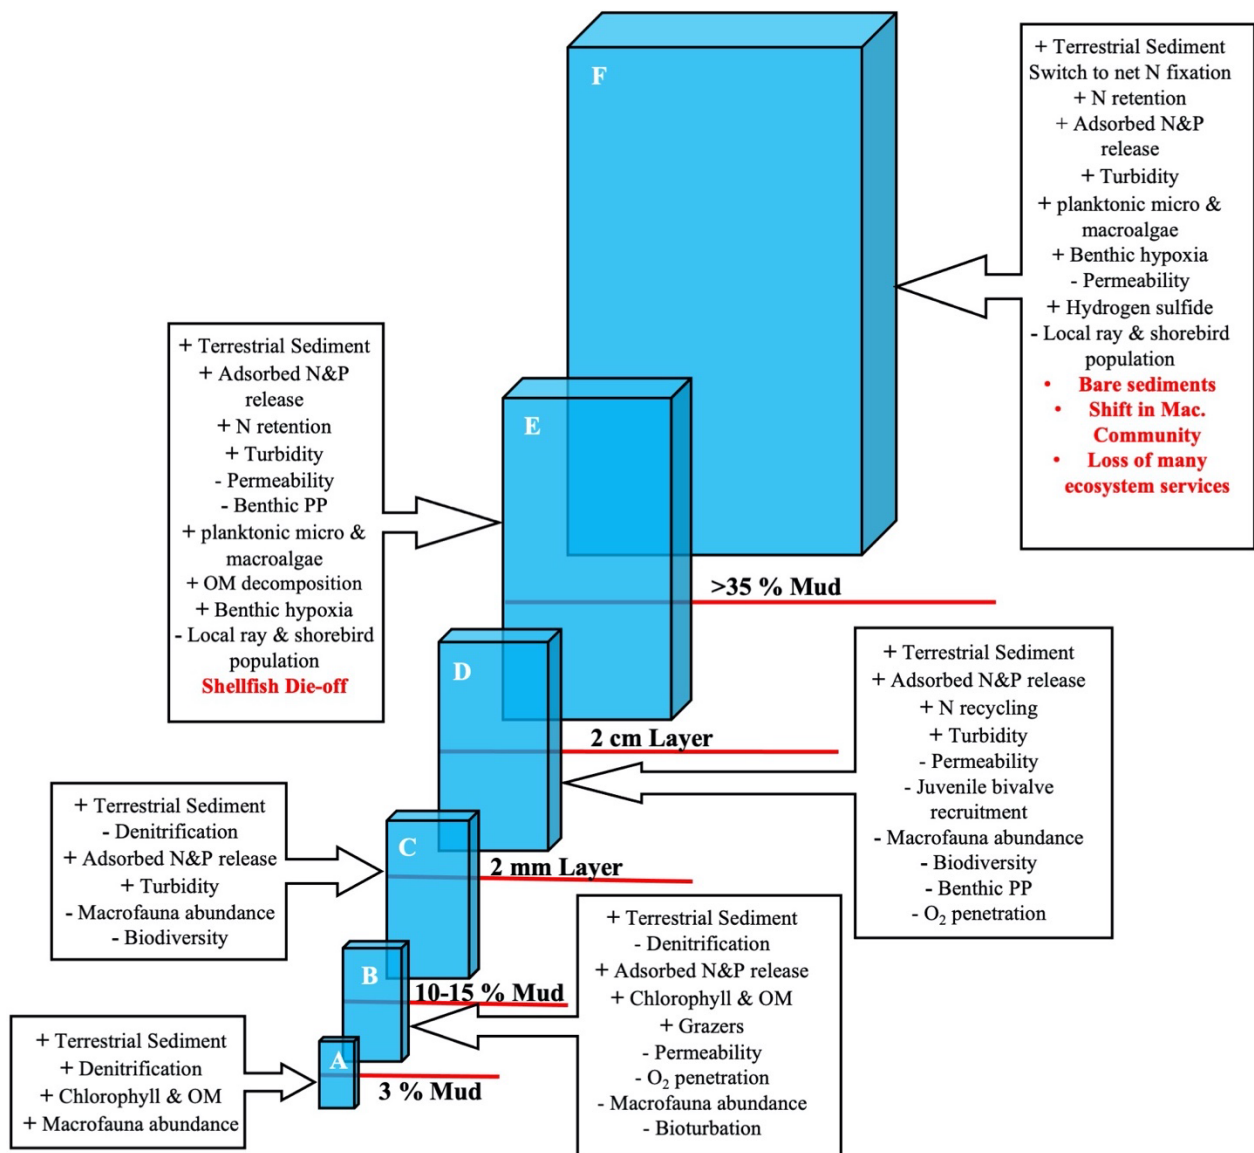 F
+ Terrestrial Sediment
Switch to net N fixation
+ N retention
+ Adsorbed N&P
release
+ Turbidity
+ planktonic micro &
macroalgae
+ Benthic hypoxia
- Permeability
+ Hydrogen sulfide
- Local ray & shorebird
population
• Bare sediments
• Shift in Mac.
Community
• Loss of many
ecosystem services
+ Terrestrial Sediment
+ Adsorbed N&P
release
+ N retention
+ Turbidity
- Permeability
- Benthic PP
+ planktonic micro &
macroalgae
+ OM decomposition
+ Benthic hypoxia
- Local ray & shorebird
population
Shellfish Die-off
E
>35 % Mud
D
2 cm Layer
+ Terrestrial Sediment
+ Adsorbed N&P release
+ N recycling
+ Turbidity
- Permeability
- Juvenile bivalve
recruitment
- Macrofauna abundance
- Biodiversity
- Benthic PP
- O₂ penetration
+ Terrestrial Sediment
- Denitrification
+ Adsorbed N&P release
+ Turbidity
- Macrofauna abundance
- Biodiversity
C
2 mm Layer
B
10-15 % Mud
+ Terrestrial Sediment
- Denitrification
+ Adsorbed N&P release
+ Chlorophyll & OM
+ Grazers
- Permeability
- O₂ penetration
- Macrofauna abundance
- Bioturbation
+ Terrestrial Sediment
+ Denitrification
+ Chlorophyll & OM
+ Macrofauna abundance
A
3 % Mud